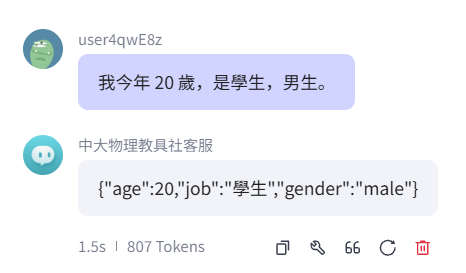 user4qwE8z
我今年 20 歲，是學生，男生。
中大物理教具社客服
{"age":20,"job":"學生","gender":"male"}
1.5s | 807 Tokens